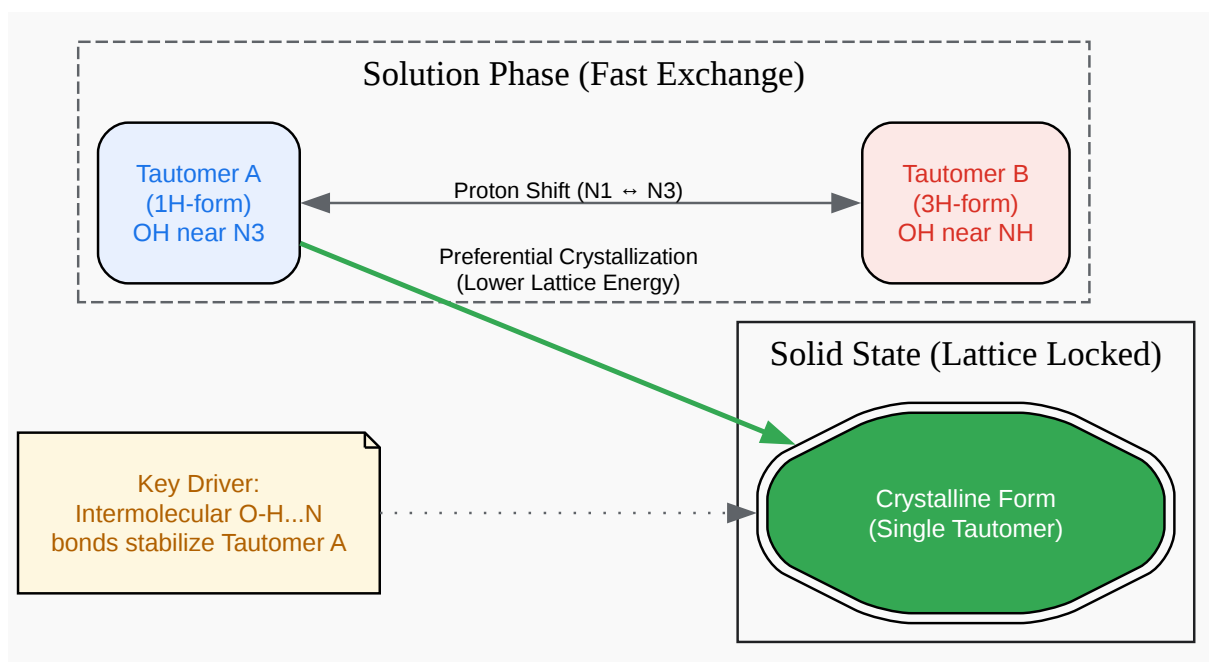 Solution Phase (Fast Exchange)
Tautomer A
(1H-form)
OH near N3
Proton Shift (N1 ↔ N3)
Tautomer B
(3H-form)
OH near NH
Preferential Crystallization
(Lower Lattice Energy)
Solid State (Lattice Locked)
Key Driver:
Intermolecular O-H...N
bonds stabilize Tautomer A
Crystalline Form
(Single Tautomer)